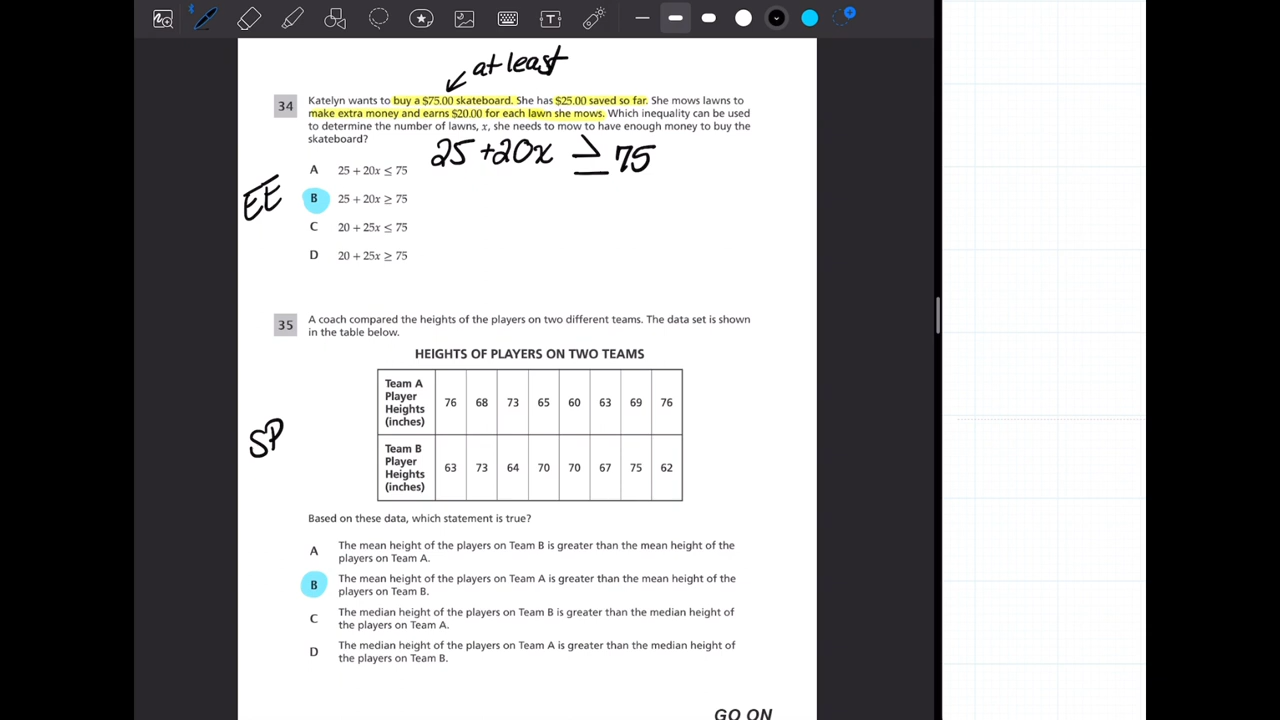 at least
34 Katelyn wants to buy a $75.00 skateboard. She has $25.00 saved so far. She mows lawns to
make extra money and earns $20.00 for each lawn she mows. Which inequality can be used
to determine the number of lawns, x, she needs to mow to have enough money to buy the
skateboard?
25 + 20x ≥ 75
A 25 + 20x ≤ 75
EE
B 25 + 20x ≥ 75
C 20 + 25x ≤ 75
D 20 + 25x ≥ 75
35 A coach compared the heights of the players on two different teams. The data set is shown
in the table below.
HEIGHTS OF PLAYERS ON TWO TEAMS
Team A
Player
Heights
(inches)
76 68 73 65 60 63 69 76
SP
Team B
Player
Heights
(inches)
63 73 64 70 70 67 75 62
Based on these data, which statement is true?
A The mean height of the players on Team B is greater than the mean height of the
players on Team A.
B The mean height of the players on Team A is greater than the mean height of the
players on Team B.
C The median height of the players on Team B is greater than the median height of
the players on Team A.
D The median height of the players on Team A is greater than the median height of
the players on Team B.
GO ON